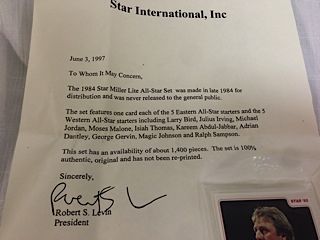 Star International, Inc
June 3, 1997
To Whom It May Concern,
The 1984 Star Miller Lite All-Star Set was made in late 1984 for
distribution and was never released to the general public.
The set features one card each of the 5 Eastern All-Star starters and the 5
Western All-Star starters including Larry Bird, Julius Irving, Michael
Jordan, Moses Malone, Isiah Thomas, Kareem Abdul-Jabbar, Adrian
Dantley, George Gervin, Magic Johnson and Ralph Sampson.
This set has an availability of about 1,400 pieces. The set is 100%
authentic, original and has not been re-printed.
Sincerely,
Robert S. Levin
President
STAR '85